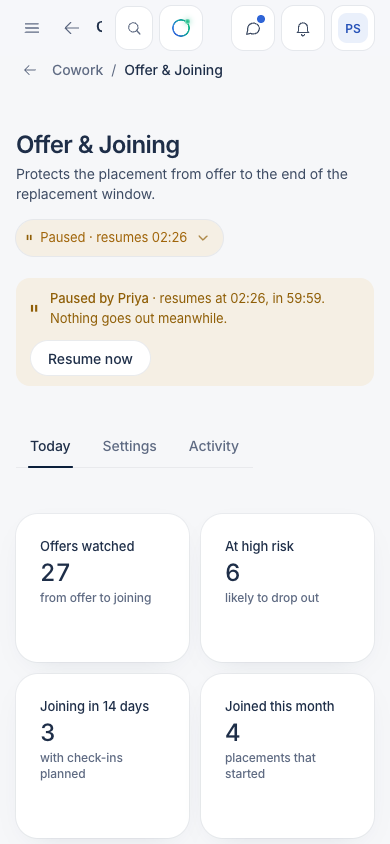 PS
Cowork / Offer & Joining
Offer & Joining
Protects the placement from offer to the end of the
replacement window.
Paused · resumes 02:26
Paused by Priya · resumes at 02:26, in 59:59.
Nothing goes out meanwhile.
Resume now
Today Settings Activity
Offers watched
27
from offer to joining
At high risk
6
likely to drop out
Joining in 14 days
3
with check-ins
planned
Joined this month
4
placements that
started